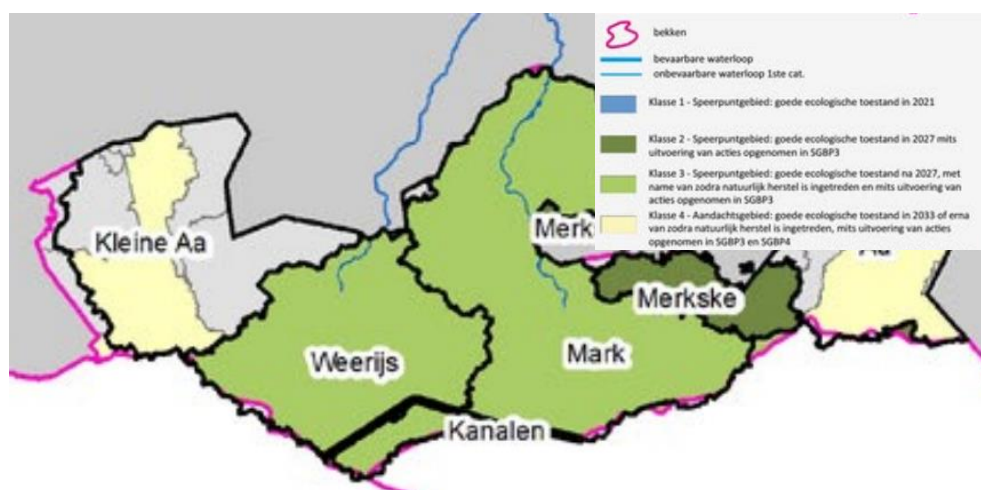 bekken
bevaarbare waterloop
onbevaarbare waterloop 1ste cat.
Klasse 1 - Speerpuntgebied: goede ecologische toestand in 2021
Klasse 2 - Speerpuntgebied: goede ecologische toestand in 2027 mits
uitvoering van acties opgenomen in SGBP3
Klasse 3 - Speerpuntgebied: goede ecologische toestand na 2027, met
name van zodra natuurlijk herstel is ingetreden en mits uitvoering van
acties opgenomen in SGBP3
Klasse 4 - Aandachtsgebied: goede ecologische toestand in 2033 of erna
van zodra natuurlijk herstel is ingetreden, mits uitvoering van acties
opgenomen in SGBP3 en SGBP4
Kleine Aa
Merk
Merkske
Weerijs
Mark
Kanalen